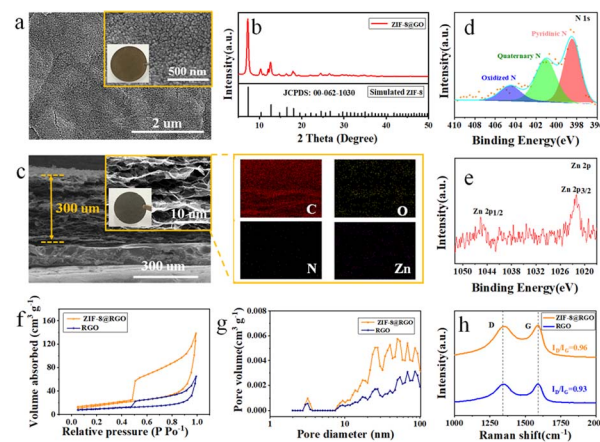 a
500 nm
2 um
b
ZIF-8@GO
JCPDS: 00-062-1030
Simulated ZIF-8
Intensity(a.u.)
10 20 30 40 50
2 Theta (Degree)
d
N 1s
Pyridinic N
Quaternary N
Oxidized N
Intensity(a.u.)
410 408 406 404 402 400 398 396
Binding Energy(eV)
c
300 um
10 um
300 um
C
O
N
Zn
e
Zn 2p
Zn 2p3/2
Zn 2p1/2
Intensity(a.u.)
1050 1044 1038 1032 1026 1020
Binding Energy(eV)
f
ZIF-8@RGO
RGO
Volume absorbed(cm3 g-1)
200
150
100
50
0
0.0 0.2 0.4 0.6 0.8 1.0
Relative pressure (P Po-1)
g
ZIF-8@RGO
RGO
Pore volume(cm3 g-1)
0.008
0.006
0.004
0.002
0.000
1 10 100
Pore diameter (nm)
h
D G
ZIF-8@RGO
RGO
ID/IG=0.96
ID/IG=0.93
Intensity(a.u.)
1000 1250 1500 1750 2000
Raman shift(cm-1)